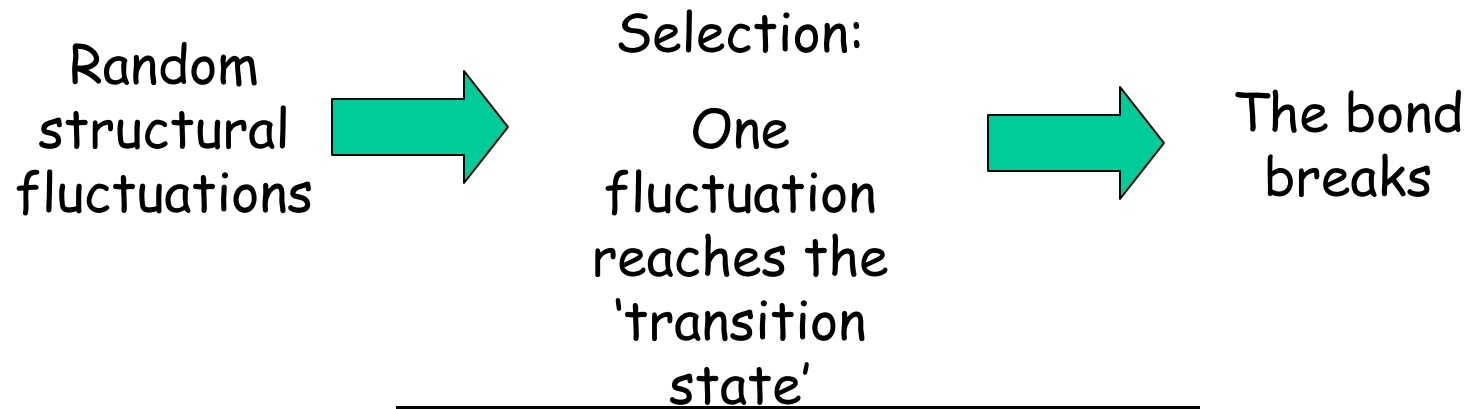 Random
structural
fluctuations
Selection:
One
fluctuation
reaches the
‘transition
state’
The bond
breaks